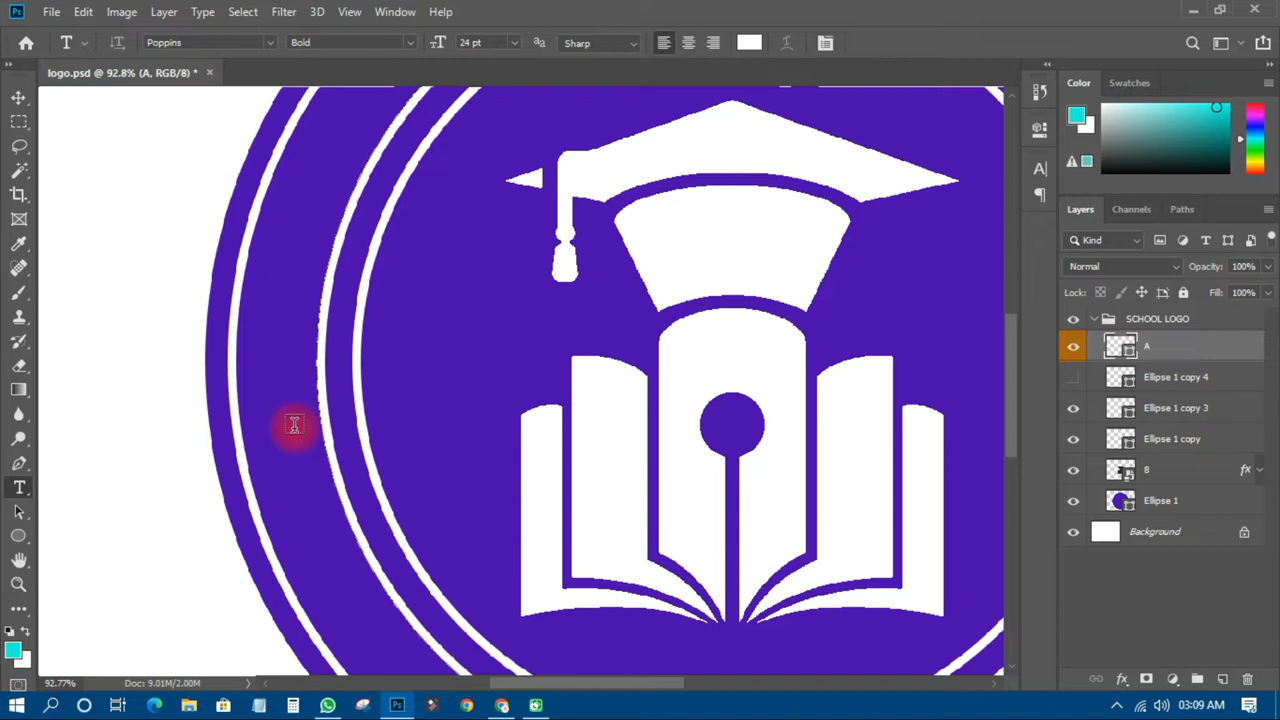 Ps File Edit Image Layer Type Select Filter 3D View Window Help
T Poppins Bold 24 pt Sharp
logo.psd @ 92.8% (A, RGB/8) *
Color Swatches
Layers Channels Paths
Kind
Normal Opacity: 100%
Lock: Fill: 100%
SCHOOL LOGO
A
Ellipse 1 copy 4
Ellipse 1 copy 3
Ellipse 1 copy
8 fx
Ellipse 1
Background
92.77% Doc: 9.01M/2.00M
03:09 AM